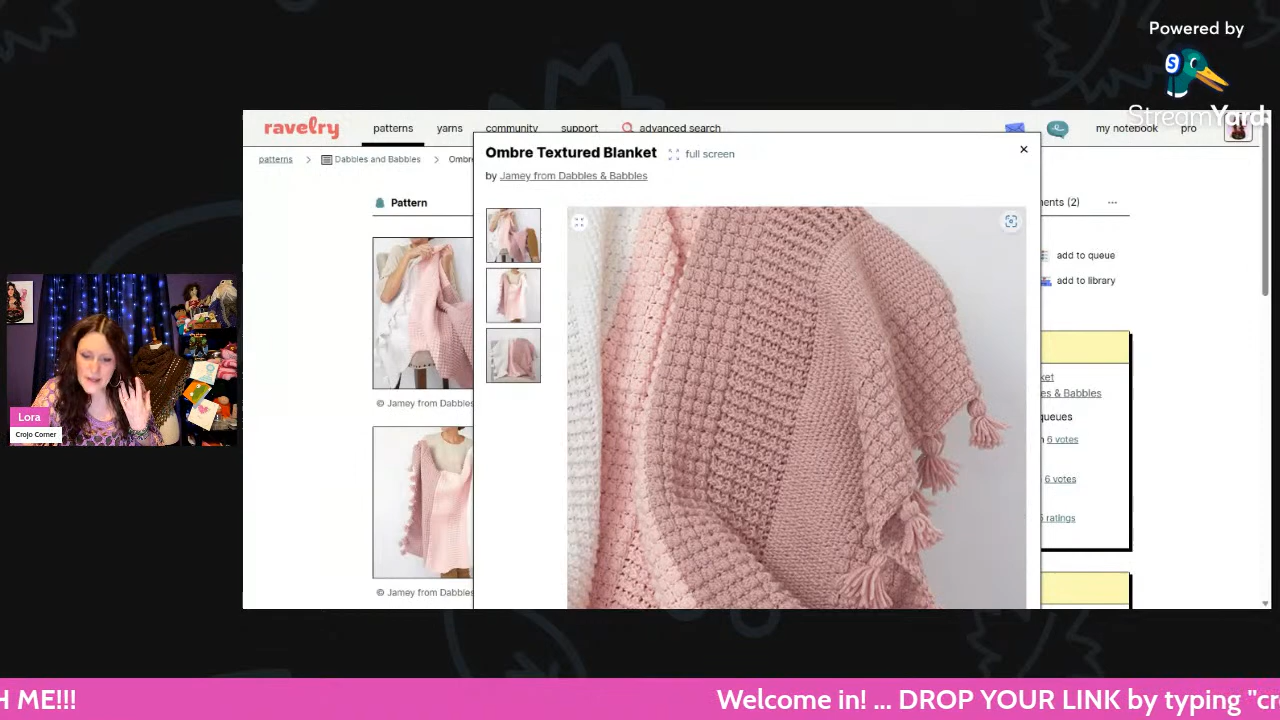 Powered by
StreamYard
ravelry
patterns
yarns
community
support
advanced search
my notebook
pro
patterns > Dabbles and Babbles > Ombre
Ombre Textured Blanket
full screen
by Jamey from Dabbles & Babbles
Pattern
ments (2)
add to queue
add to library
ket
es & Babbles
queues
6 votes
6 votes
ratings
© Jamey from Dabbles
© Jamey from Dabbles
Lora
Crojo Corner
H ME!!!
Welcome in! ... DROP YOUR LINK by typing "cr